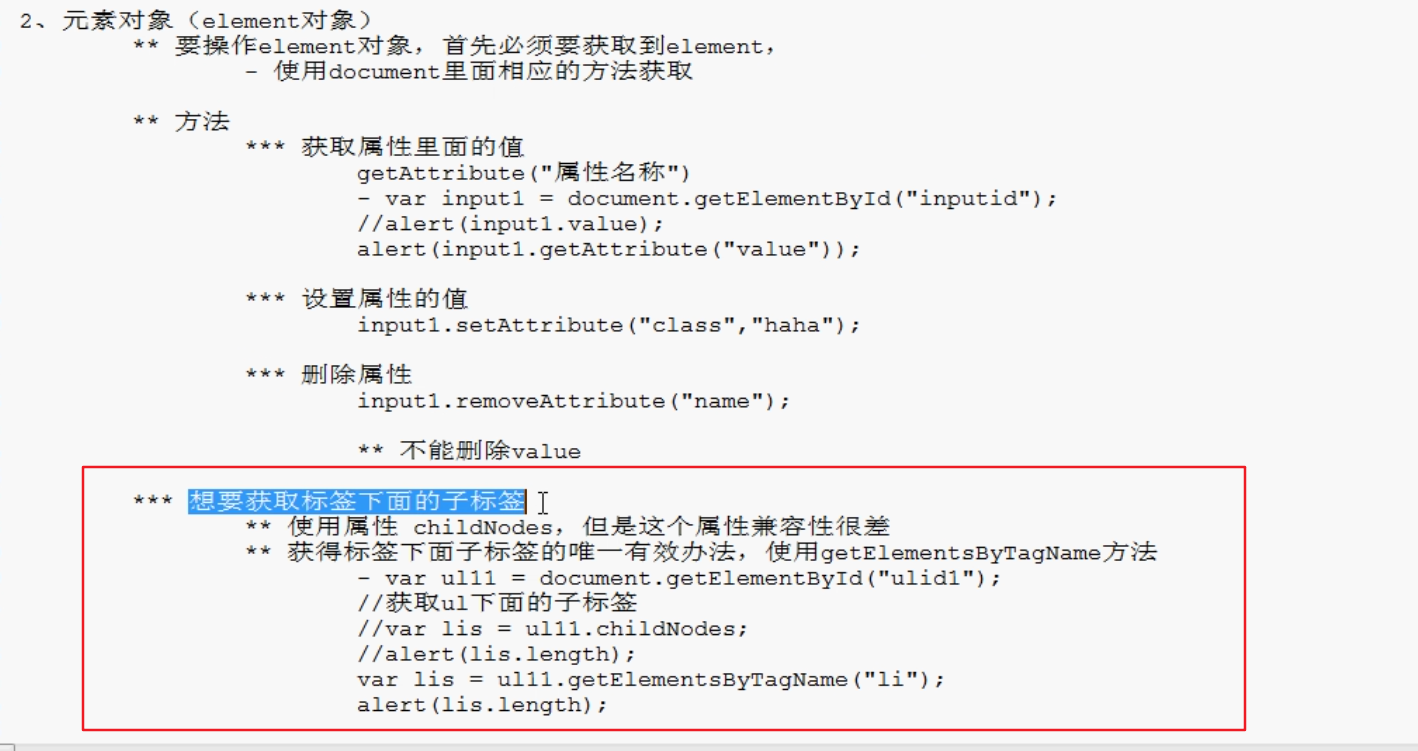 2、元素对象（element对象）
** 要操作element对象，首先必须要获取到element，
- 使用document里面相应的方法获取
** 方法
*** 获取属性里面的值
getAttribute("属性名称")
- var input1 = document.getElementById("inputid");
//alert(input1.value);
alert(input1.getAttribute("value"));
*** 设置属性的值
input1.setAttribute("class","haha");
*** 删除属性
input1.removeAttribute("name");
** 不能删除value
*** 想要获取标签下面的子标签
** 使用属性 childNodes，但是这个属性兼容性很差
** 获得标签下面子标签的唯一有效办法，使用getElementsByTagName方法
- var ul11 = document.getElementById("ulid1");
//获取ul下面的子标签
//var lis = ul11.childNodes;
//alert(lis.length);
var lis = ul11.getElementsByTagName("li");
alert(lis.length);